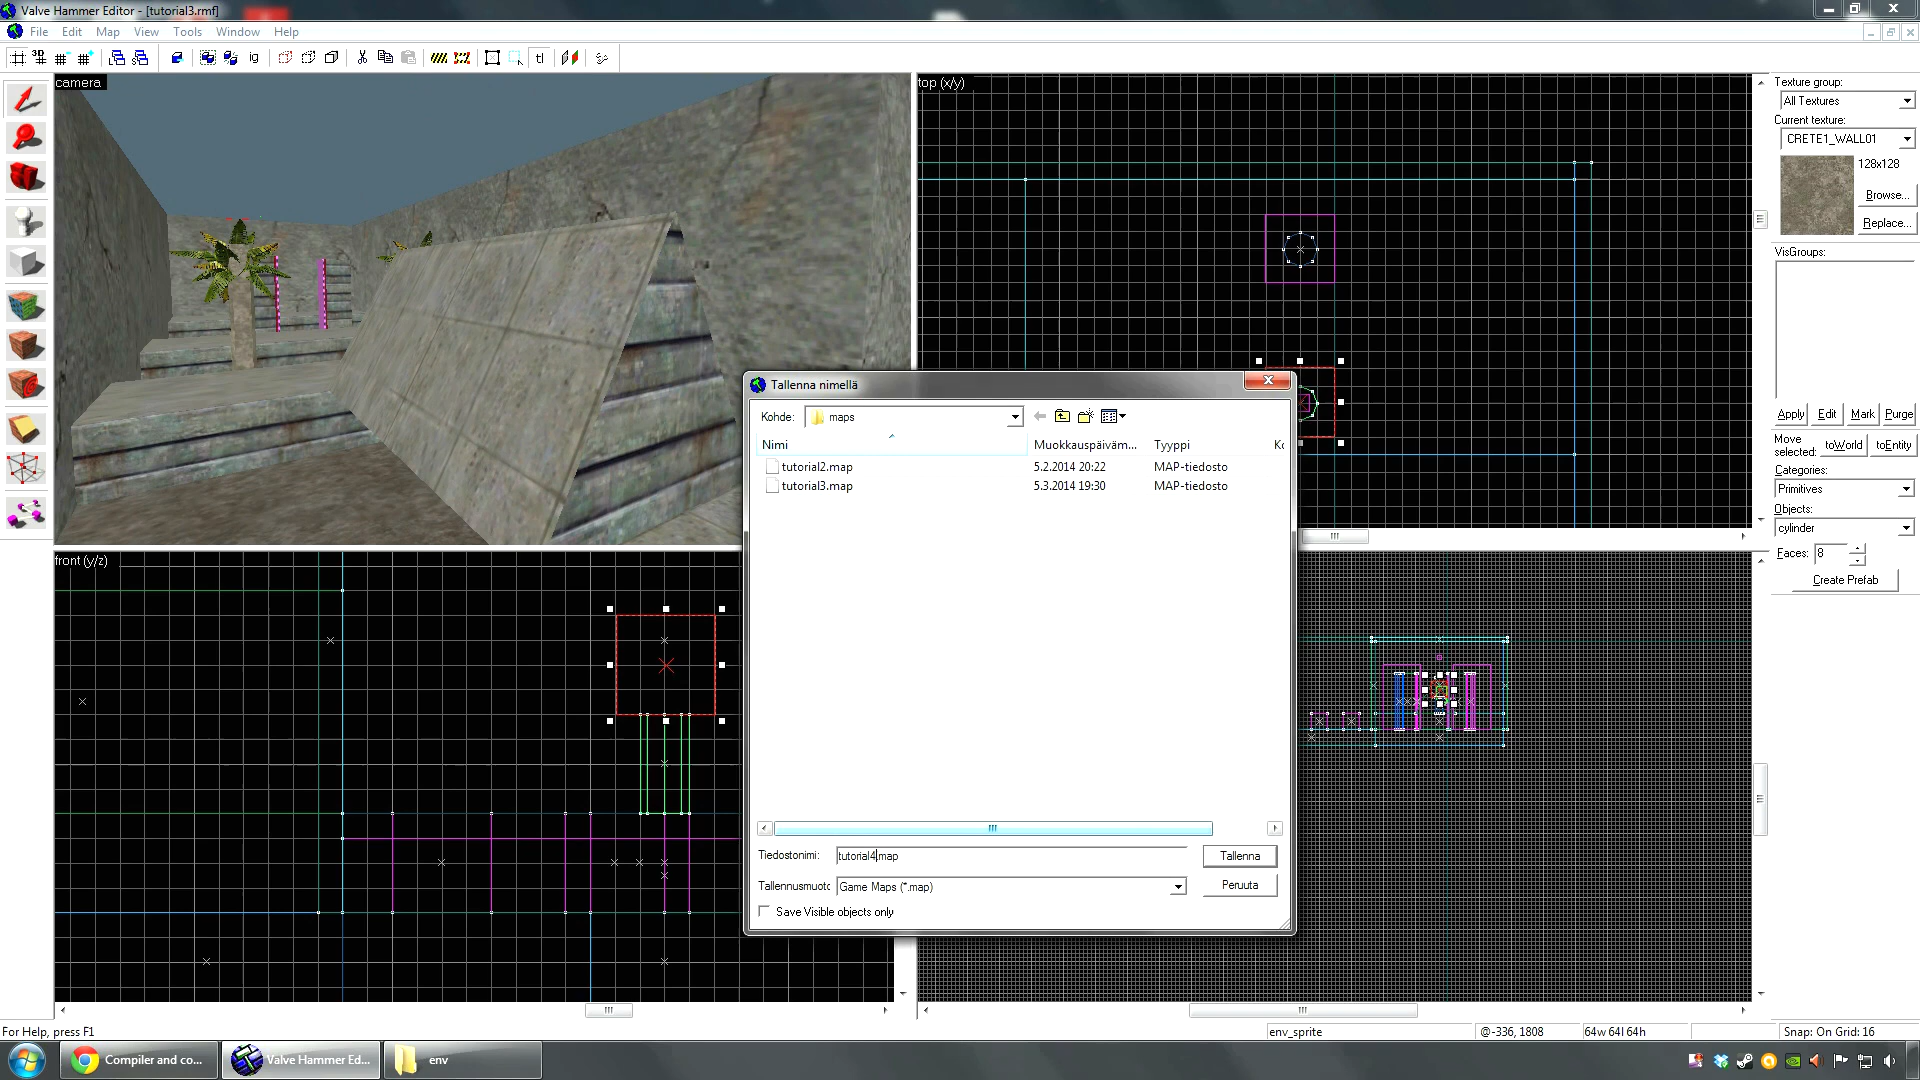 Valve Hammer Editor - [tutorial3.rmf]
File Edit Map View Tools Window Help
3D
ig
tl
camera
top (x/y)
front (y/z)
Texture group:
All Textures
Current texture:
CRETE1_WALL01
128x128
Browse...
Replace...
VisGroups:
Apply Edit Mark Purge
Move selected: toWorld toEntity
Categories:
Primitives
Objects:
cylinder
Faces: 8
Create Prefab
Tallenna nimellä
Kohde: maps
Nimi Muokkauspäiväm... Tyyppi Kc
tutorial2.map 5.2.2014 20:22 MAP-tiedosto
tutorial3.map 5.3.2014 19:30 MAP-tiedosto
Tiedostonimi: tutorial4.map Tallenna
Tallennusmuoto Game Maps (*.map) Peruuta
Save Visible objects only
For Help, press F1
env_sprite
@-336, 1808
64w 64l 64h
Snap: On Grid: 16
Compiler and co...
Valve Hammer Ed...
env